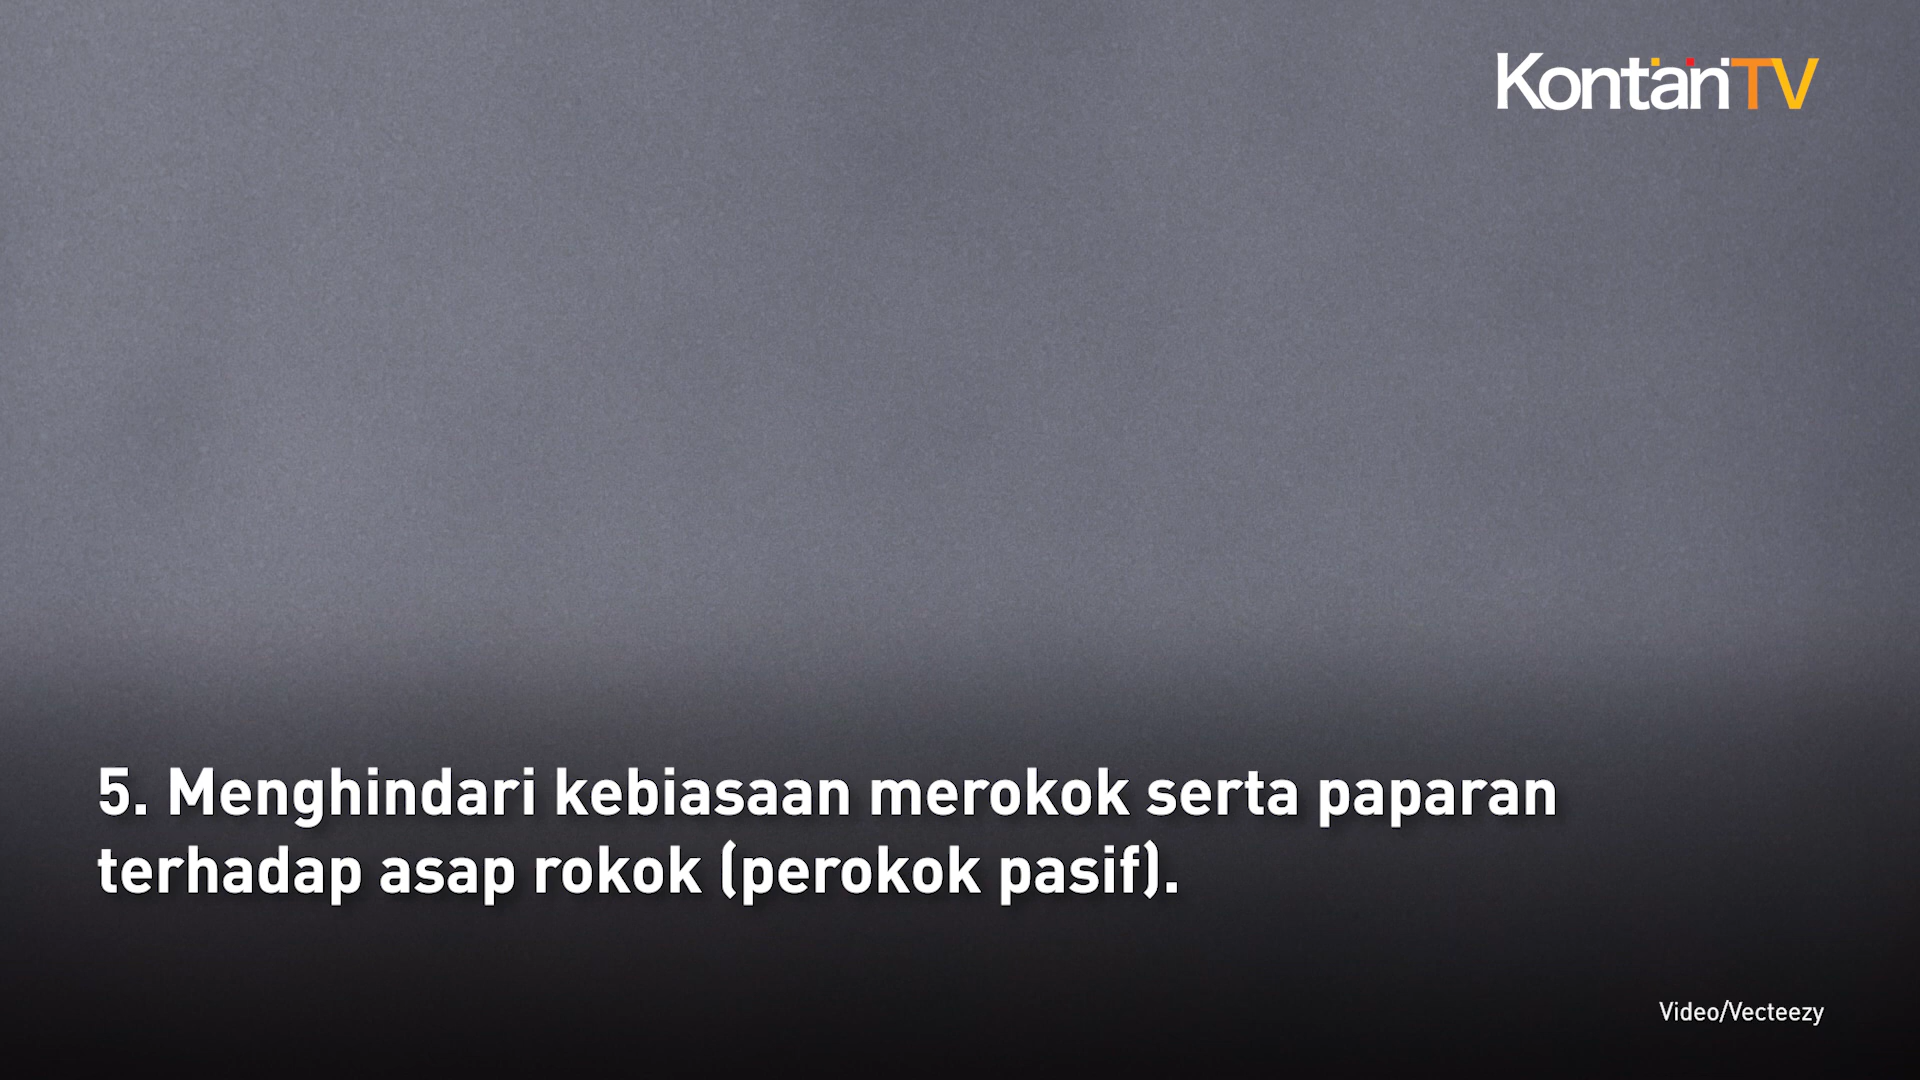 KontanTV
5. Menghindari kebiasaan merokok serta paparan
terhadap asap rokok (perokok pasif).
Video/Vecteezy